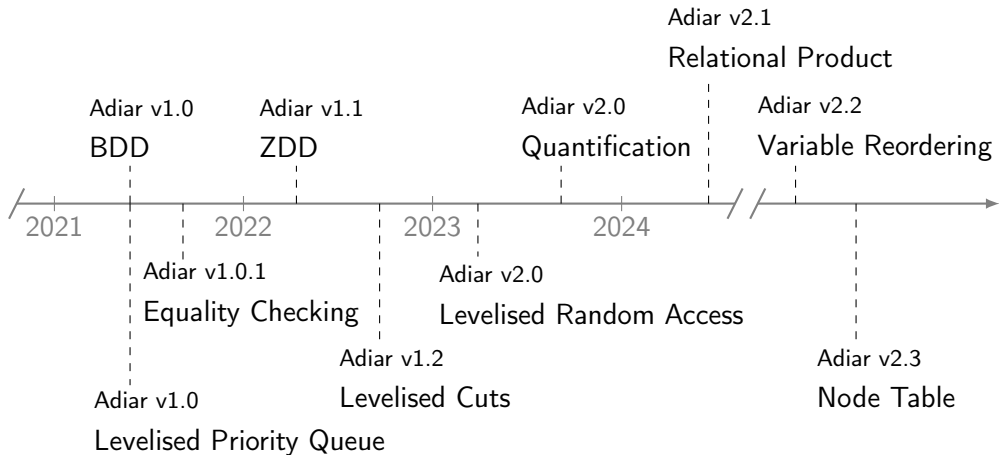 Adiar v2.1
Relational Product
Adiar v1.0
BDD
Adiar v1.1
ZDD
Adiar v2.0
Quantification
Adiar v2.2
Variable Reordering
2021
2022
2023
2024
Adiar v1.0.1
Equality Checking
Adiar v2.0
Levelised Random Access
Adiar v1.2
Levelised Cuts
Adiar v2.3
Node Table
Adiar v1.0
Levelised Priority Queue